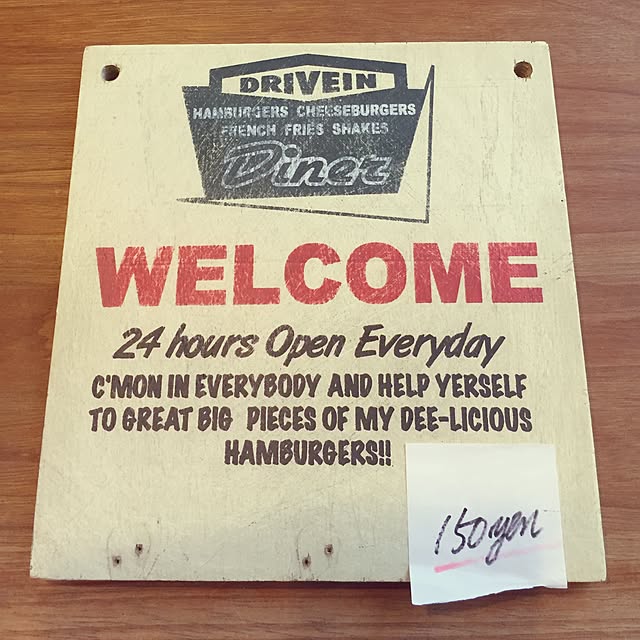 DRIVEIN
HAMBURGERS CHEESEBURGERS
FRENCH FRIES SHAKES
Diner
WELCOME
24 hours Open Everyday
C'MON IN EVERYBODY AND HELP YERSELF
TO GREAT BIG PIECES OF MY DEE-LICIOUS
HAMBURGERS!!
150yen